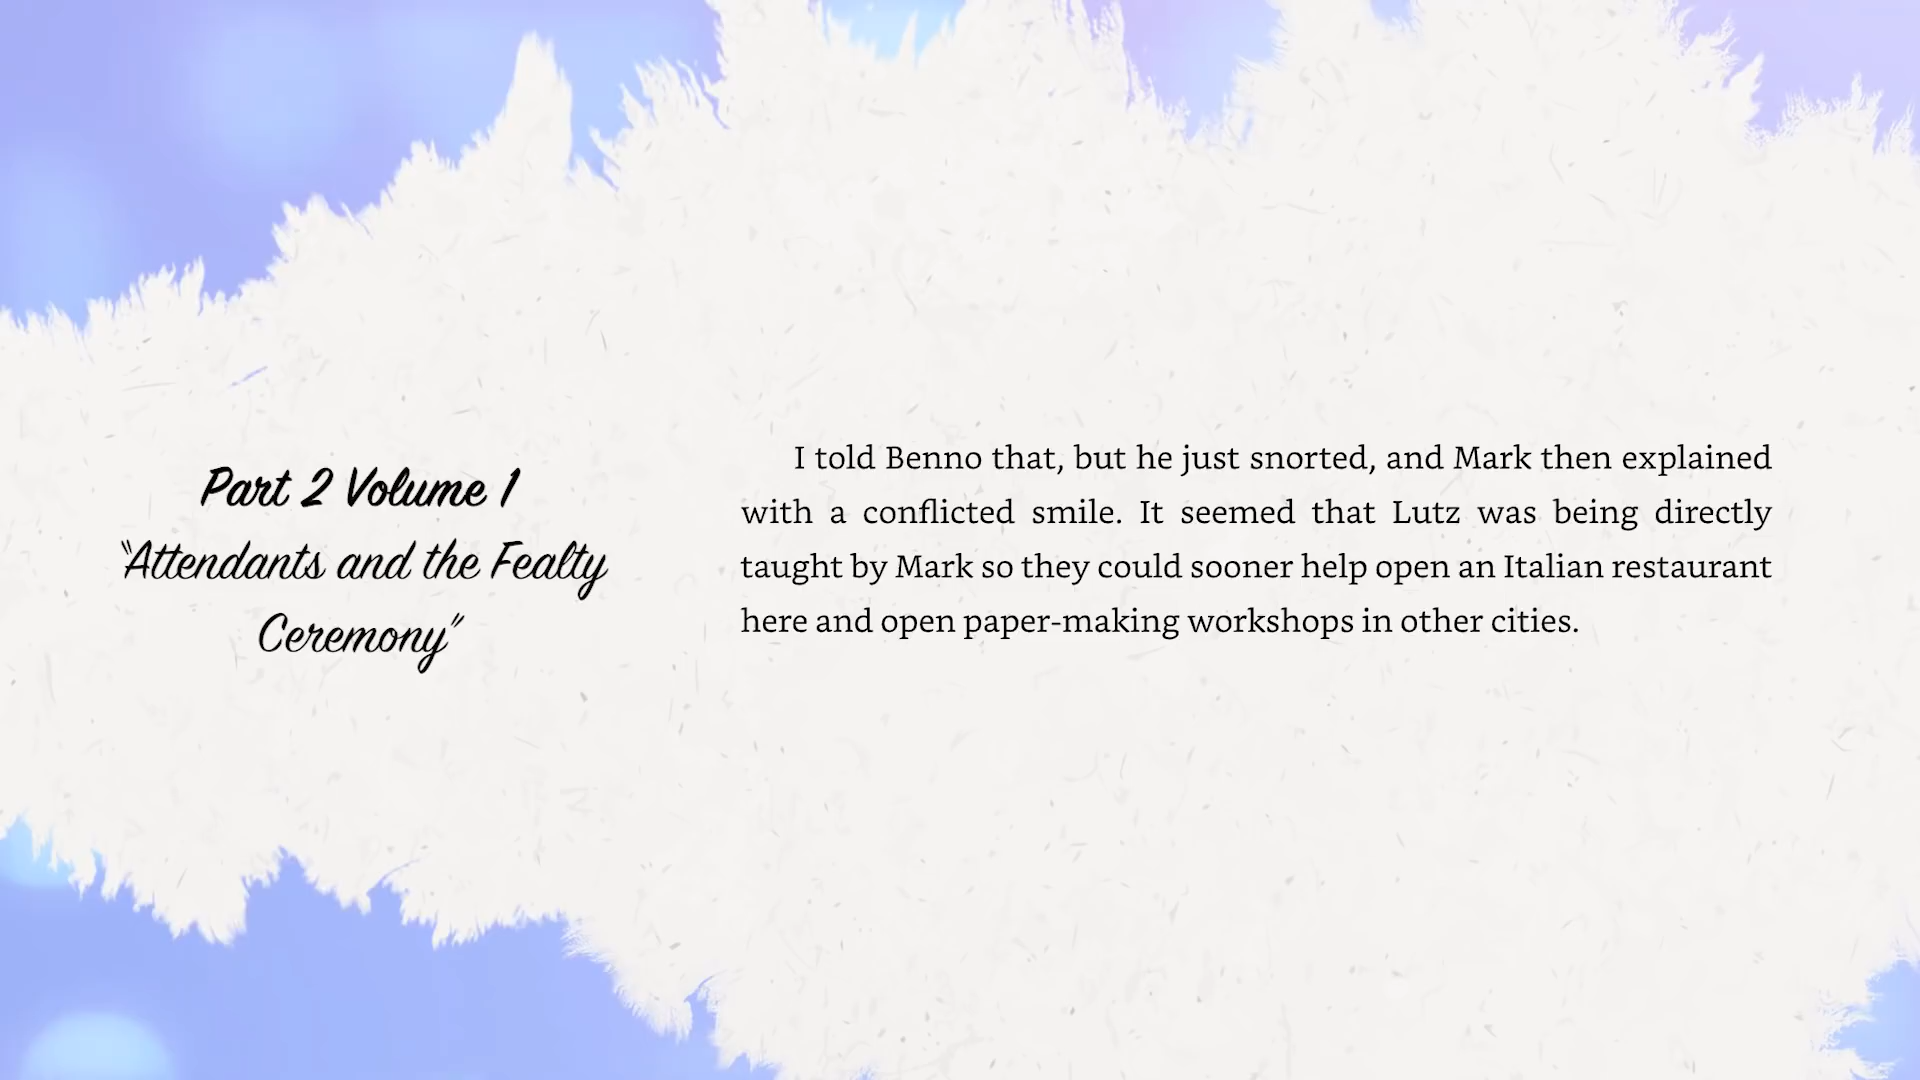 Part 2 Volume 1
"Attendants and the Fealty
Ceremony"
I told Benno that, but he just snorted, and Mark then explained
with a conflicted smile. It seemed that Lutz was being directly
taught by Mark so they could sooner help open an Italian restaurant
here and open paper-making workshops in other cities.